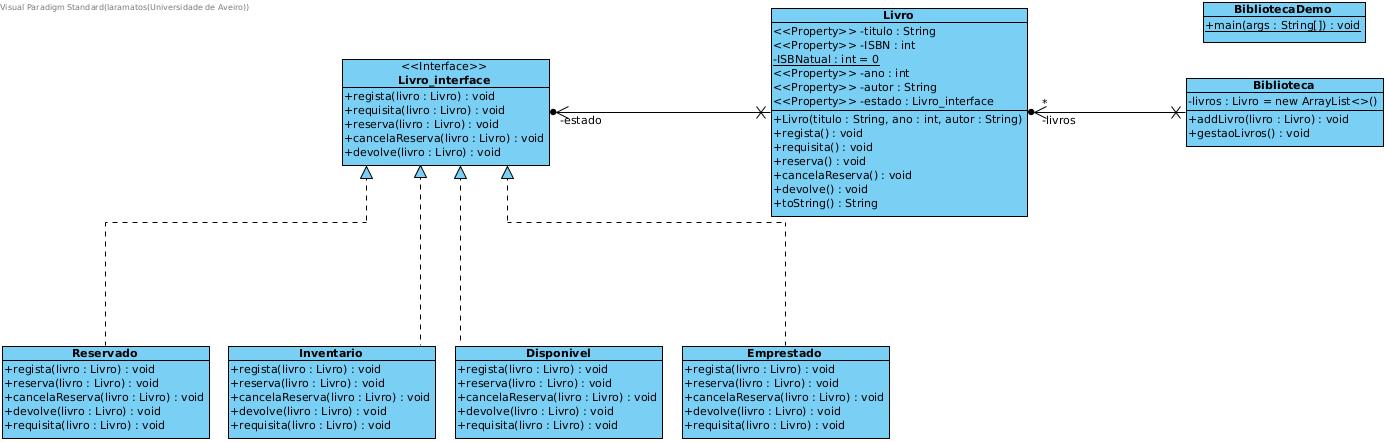 Visual Paradigm Standard(laramatos(Universidade de Aveiro))
<<Interface>>
Livro_interface
+regista(livro : Livro) : void
+requisita(livro : Livro) : void
+reserva(livro : Livro) : void
+cancelaReserva(livro : Livro) : void
+devolve(livro : Livro) : void
-estado
Livro
<<Property>> -titulo : String
<<Property>> -ISBN : int
-ISBNatual : int = 0
<<Property>> -ano : int
<<Property>> -autor : String
<<Property>> -estado : Livro_interface
+Livro(titulo : String, ano : int, autor : String)
+regista() : void
+requisita() : void
+reserva() : void
+cancelaReserva() : void
+devolve() : void
+toString() : String
*
-livros
BibliotecaDemo
+main(args : String[]) : void
Biblioteca
-livros : Livro = new ArrayList<>()
+addLivro(livro : Livro) : void
+gestaoLivros() : void
Reservado
+regista(livro : Livro) : void
+reserva(livro : Livro) : void
+cancelaReserva(livro : Livro) : void
+devolve(livro : Livro) : void
+requisita(livro : Livro) : void
Inventario
+regista(livro : Livro) : void
+reserva(livro : Livro) : void
+cancelaReserva(livro : Livro) : void
+devolve(livro : Livro) : void
+requisita(livro : Livro) : void
Disponivel
+regista(livro : Livro) : void
+reserva(livro : Livro) : void
+cancelaReserva(livro : Livro) : void
+devolve(livro : Livro) : void
+requisita(livro : Livro) : void
Emprestado
+regista(livro : Livro) : void
+reserva(livro : Livro) : void
+cancelaReserva(livro : Livro) : void
+devolve(livro : Livro) : void
+requisita(livro : Livro) : void